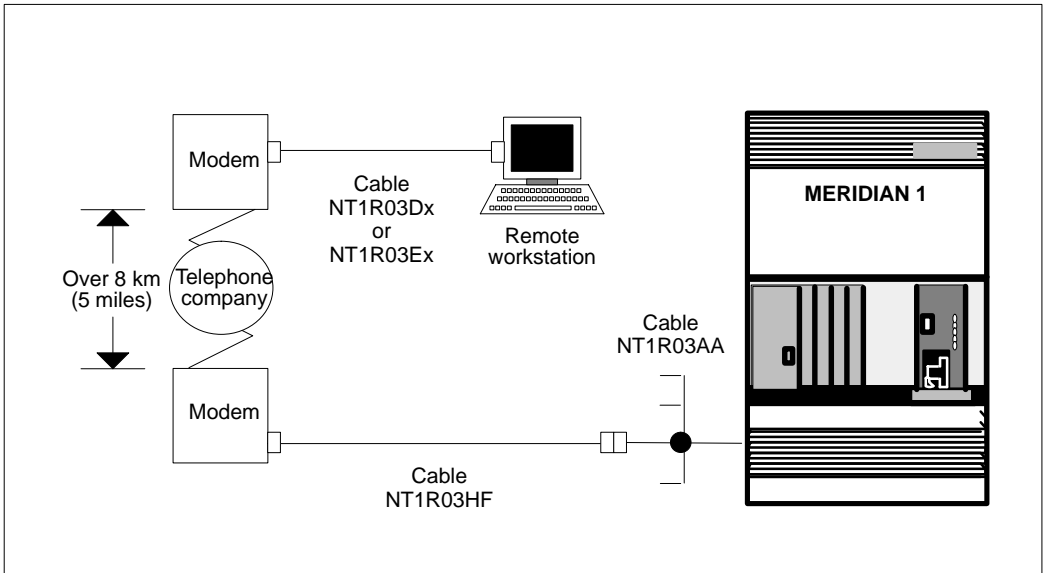 Modem
Cable
NT1R03Dx
or
NT1R03Ex
Remote
workstation
MERIDIAN 1
Over 8 km
(5 miles)
Telephone
company
Cable
NT1R03AA
Modem
Cable
NT1R03HF